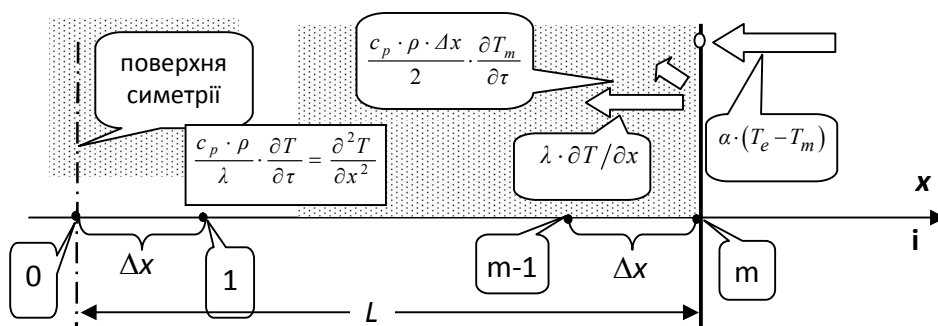 поверхня
симетрії
c_p · ρ · Δx / 2 · ∂T_m / ∂τ
c_p · ρ / λ · ∂T / ∂τ = ∂²T / ∂x²
λ · ∂T/∂x
α·(T_e − T_m)
x
i
0
Δx
1
m-1
Δx
m
L